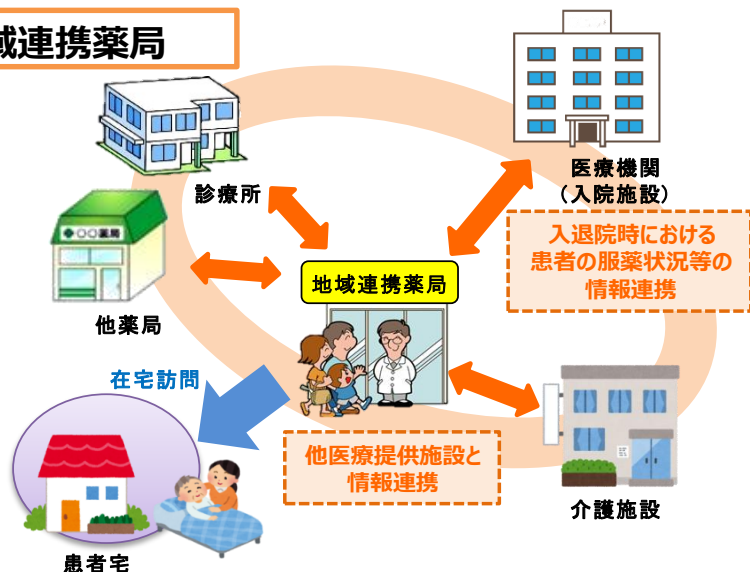 域連携薬局
診療所
医療機関
（入院施設）
○○薬局
入退院時における
患者の服薬状況等の
情報連携
地域連携薬局
他薬局
在宅訪問
他医療提供施設と
情報連携
介護施設
患者宅